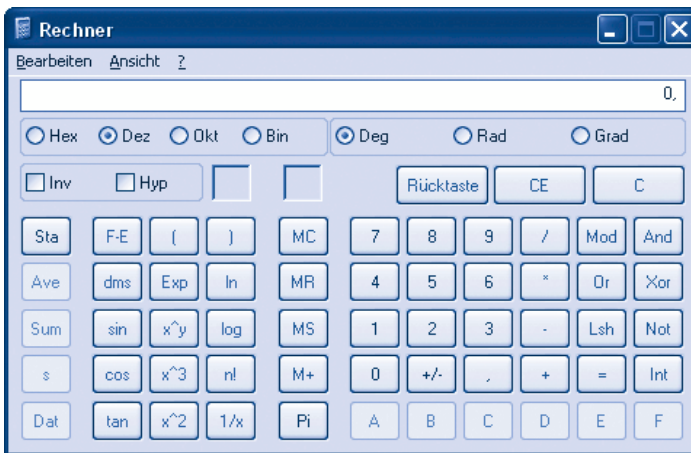 Rechner
Bearbeiten Ansicht ?
0,
Hex Dez Okt Bin Deg Rad Grad
Inv Hyp Rücktaste CE C
Sta F-E ( ) MC 7 8 9 / Mod And
Ave dms Exp ln MR 4 5 6 * Or Xor
Sum sin x^y log MS 1 2 3 - Lsh Not
s cos x^3 n! M+ 0 +/- , + = Int
Dat tan x^2 1/x Pi A B C D E F